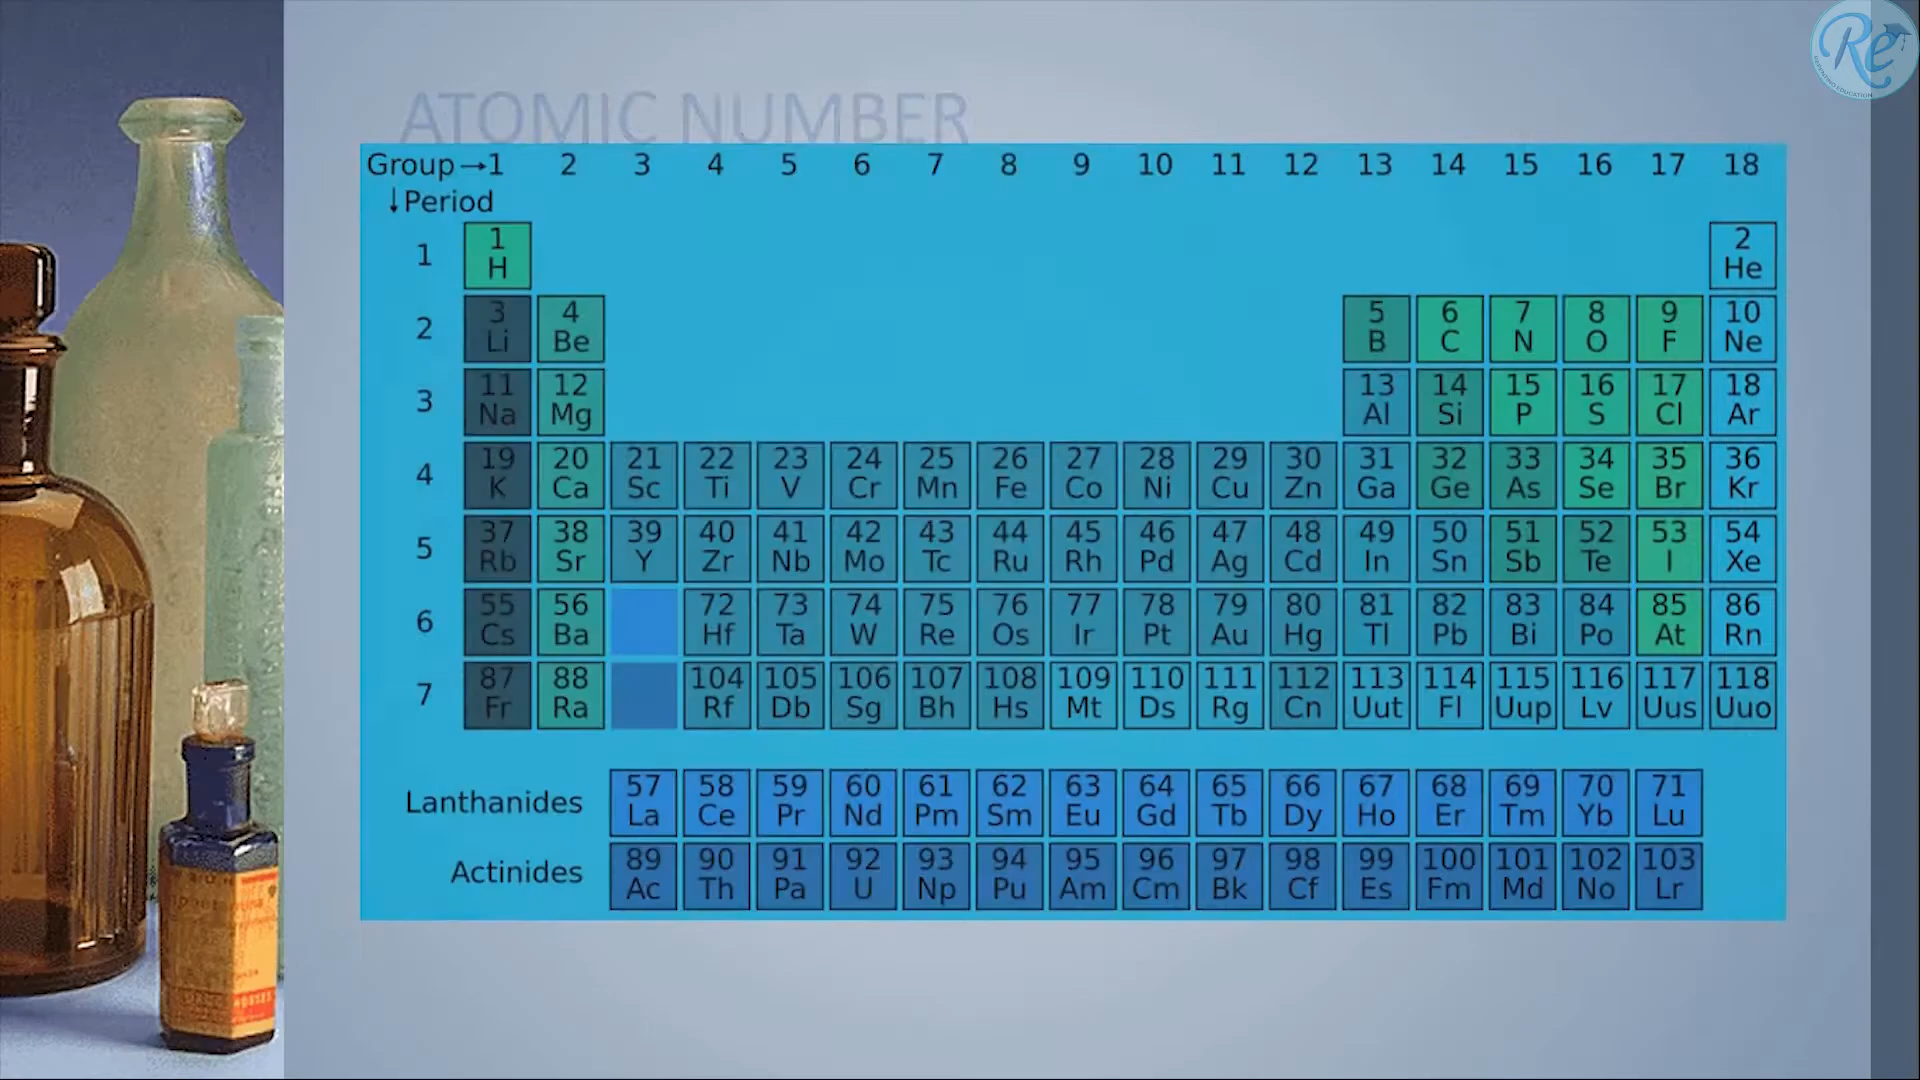 ATOMIC NUMBER
Re
Group→1 2 3 4 5 6 7 8 9 10 11 12 13 14 15 16 17 18
↓Period
1 1 H 2 He
2 3 Li 4 Be 5 B 6 C 7 N 8 O 9 F 10 Ne
3 11 Na 12 Mg 13 Al 14 Si 15 P 16 S 17 Cl 18 Ar
4 19 K 20 Ca 21 Sc 22 Ti 23 V 24 Cr 25 Mn 26 Fe 27 Co 28 Ni 29 Cu 30 Zn 31 Ga 32 Ge 33 As 34 Se 35 Br 36 Kr
5 37 Rb 38 Sr 39 Y 40 Zr 41 Nb 42 Mo 43 Tc 44 Ru 45 Rh 46 Pd 47 Ag 48 Cd 49 In 50 Sn 51 Sb 52 Te 53 I 54 Xe
6 55 Cs 56 Ba 72 Hf 73 Ta 74 W 75 Re 76 Os 77 Ir 78 Pt 79 Au 80 Hg 81 Tl 82 Pb 83 Bi 84 Po 85 At 86 Rn
7 87 Fr 88 Ra 104 Rf 105 Db 106 Sg 107 Bh 108 Hs 109 Mt 110 Ds 111 Rg 112 Cn 113 Uut 114 Fl 115 Uup 116 Lv 117 Uus 118 Uuo
Lanthanides 57 La 58 Ce 59 Pr 60 Nd 61 Pm 62 Sm 63 Eu 64 Gd 65 Tb 66 Dy 67 Ho 68 Er 69 Tm 70 Yb 71 Lu
Actinides 89 Ac 90 Th 91 Pa 92 U 93 Np 94 Pu 95 Am 96 Cm 97 Bk 98 Cf 99 Es 100 Fm 101 Md 102 No 103 Lr